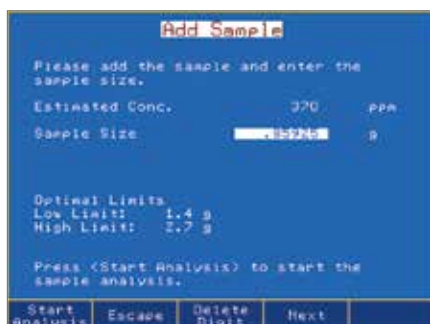 Add Sample
Please add the sample and enter the
sample size.
Estimated Conc. 370 ppm
Sample Size .85925 g
Optimal Limits
Low Limit: 1.4 g
High Limit: 2.7 g
Press <Start Analysis> to start the
sample analysis.
Start Analysis Escape Delete Digit Next